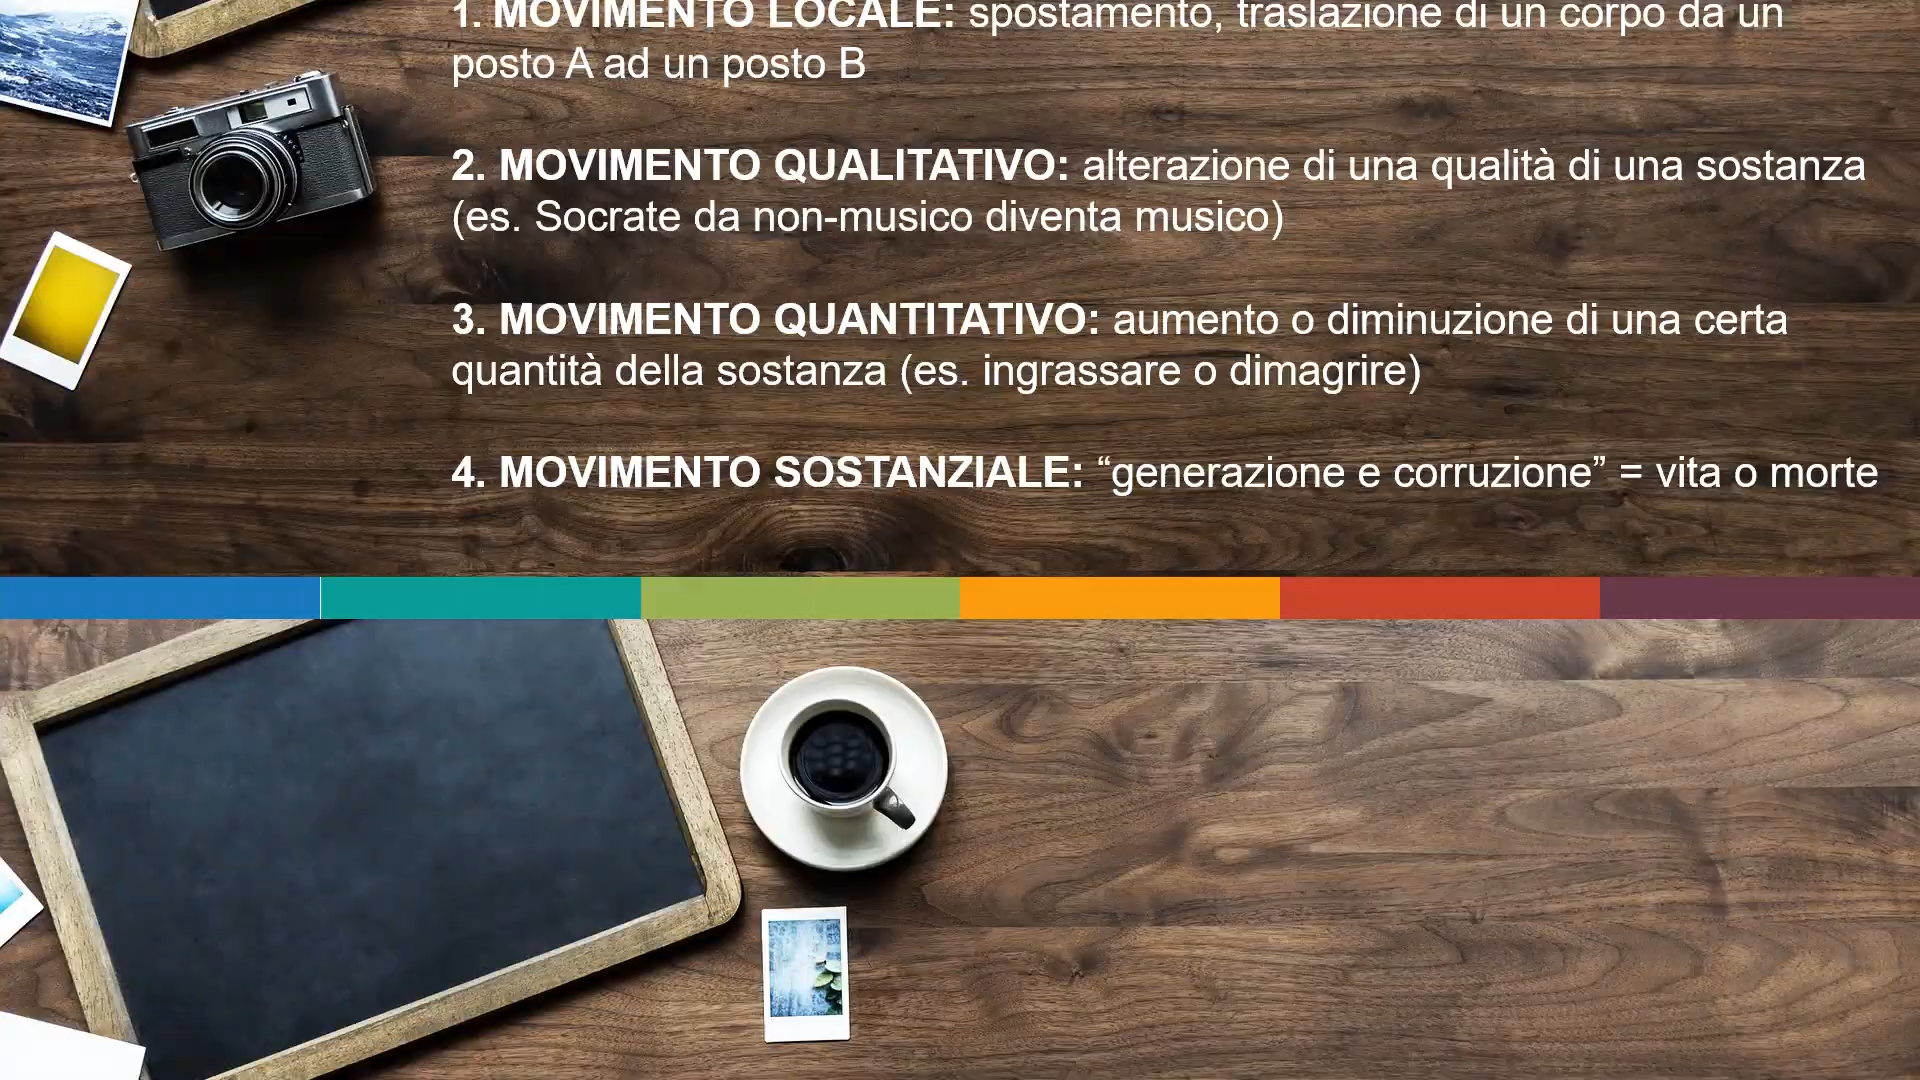 1. MOVIMENTO LOCALE: spostamento, traslazione di un corpo da un
posto A ad un posto B
2. MOVIMENTO QUALITATIVO: alterazione di una qualità di una sostanza
(es. Socrate da non-musico diventa musico)
3. MOVIMENTO QUANTITATIVO: aumento o diminuzione di una certa
quantità della sostanza (es. ingrassare o dimagrire)
4. MOVIMENTO SOSTANZIALE: “generazione e corruzione” = vita o morte